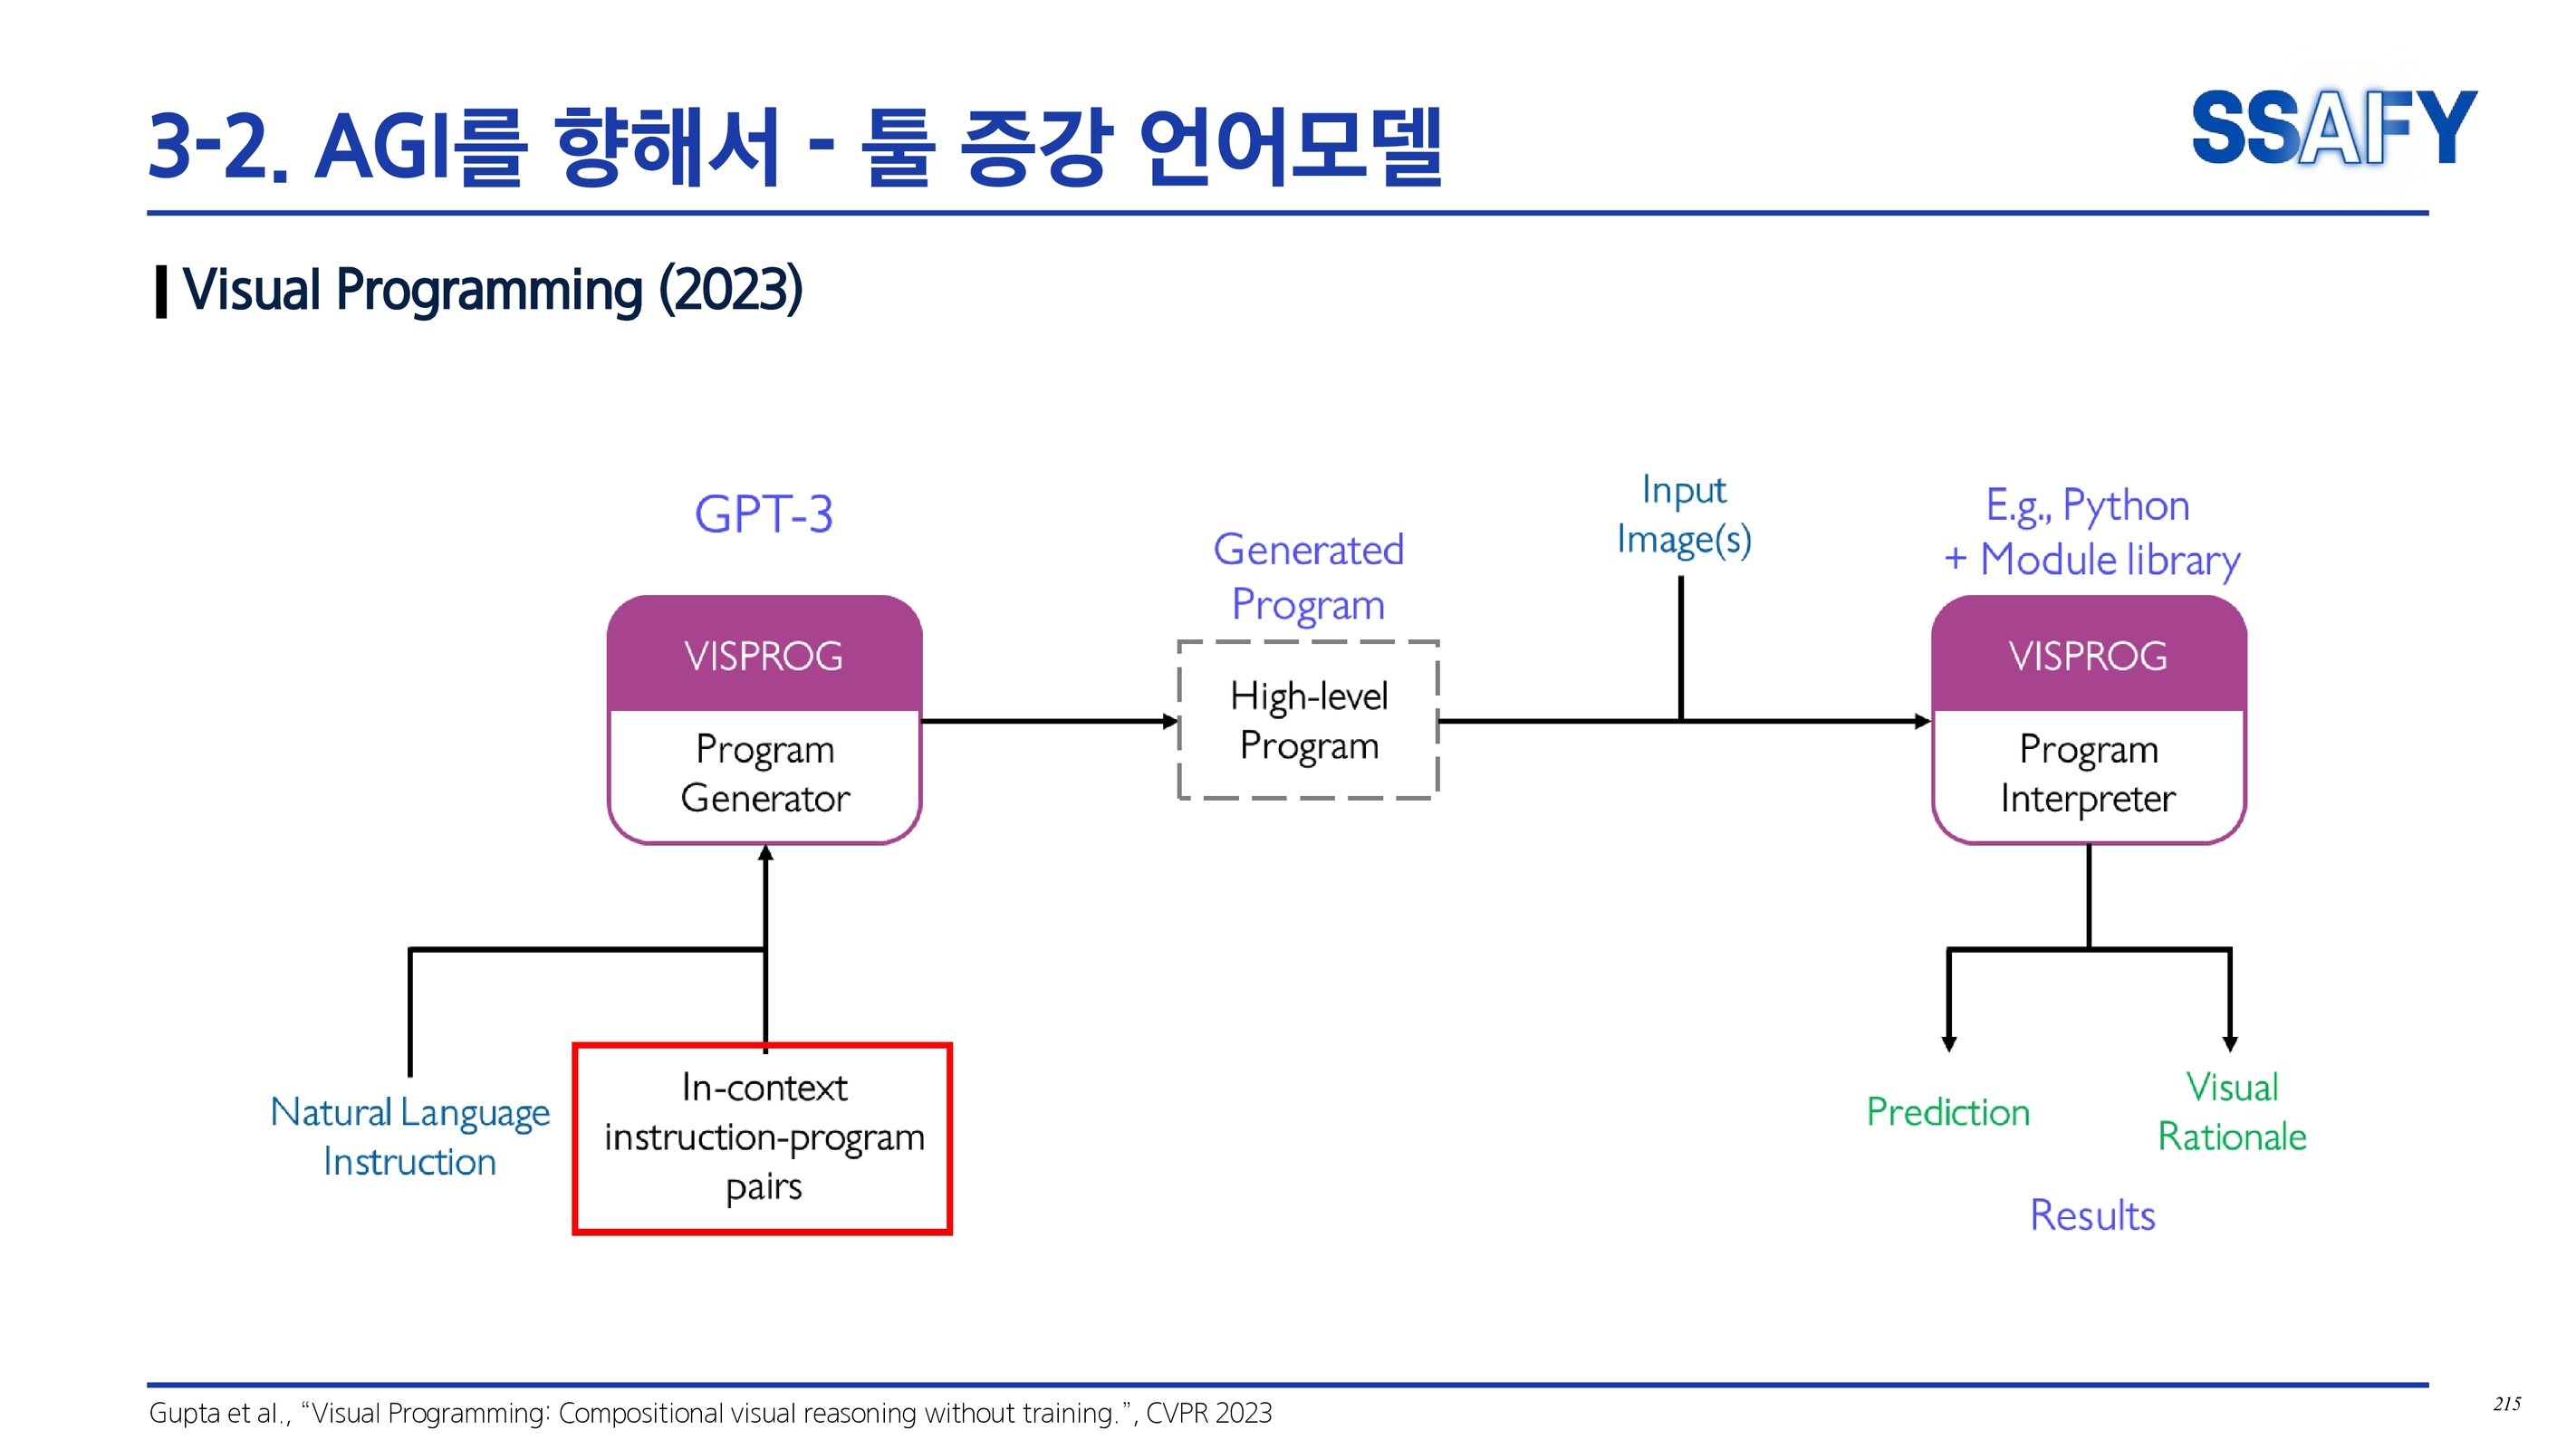 3-2. AGI를 향해서 - 툴 증강 언어모델
SSAFY
Visual Programming (2023)
GPT-3
VISPROG
Program
Generator
Natural Language
Instruction
In-context
instruction-program
pairs
Generated
Program
High-level
Program
Input
Image(s)
E.g., Python
+ Module library
VISPROG
Program
Interpreter
Prediction
Visual
Rationale
Results
Gupta et al., “Visual Programming: Compositional visual reasoning without training.”, CVPR 2023
215